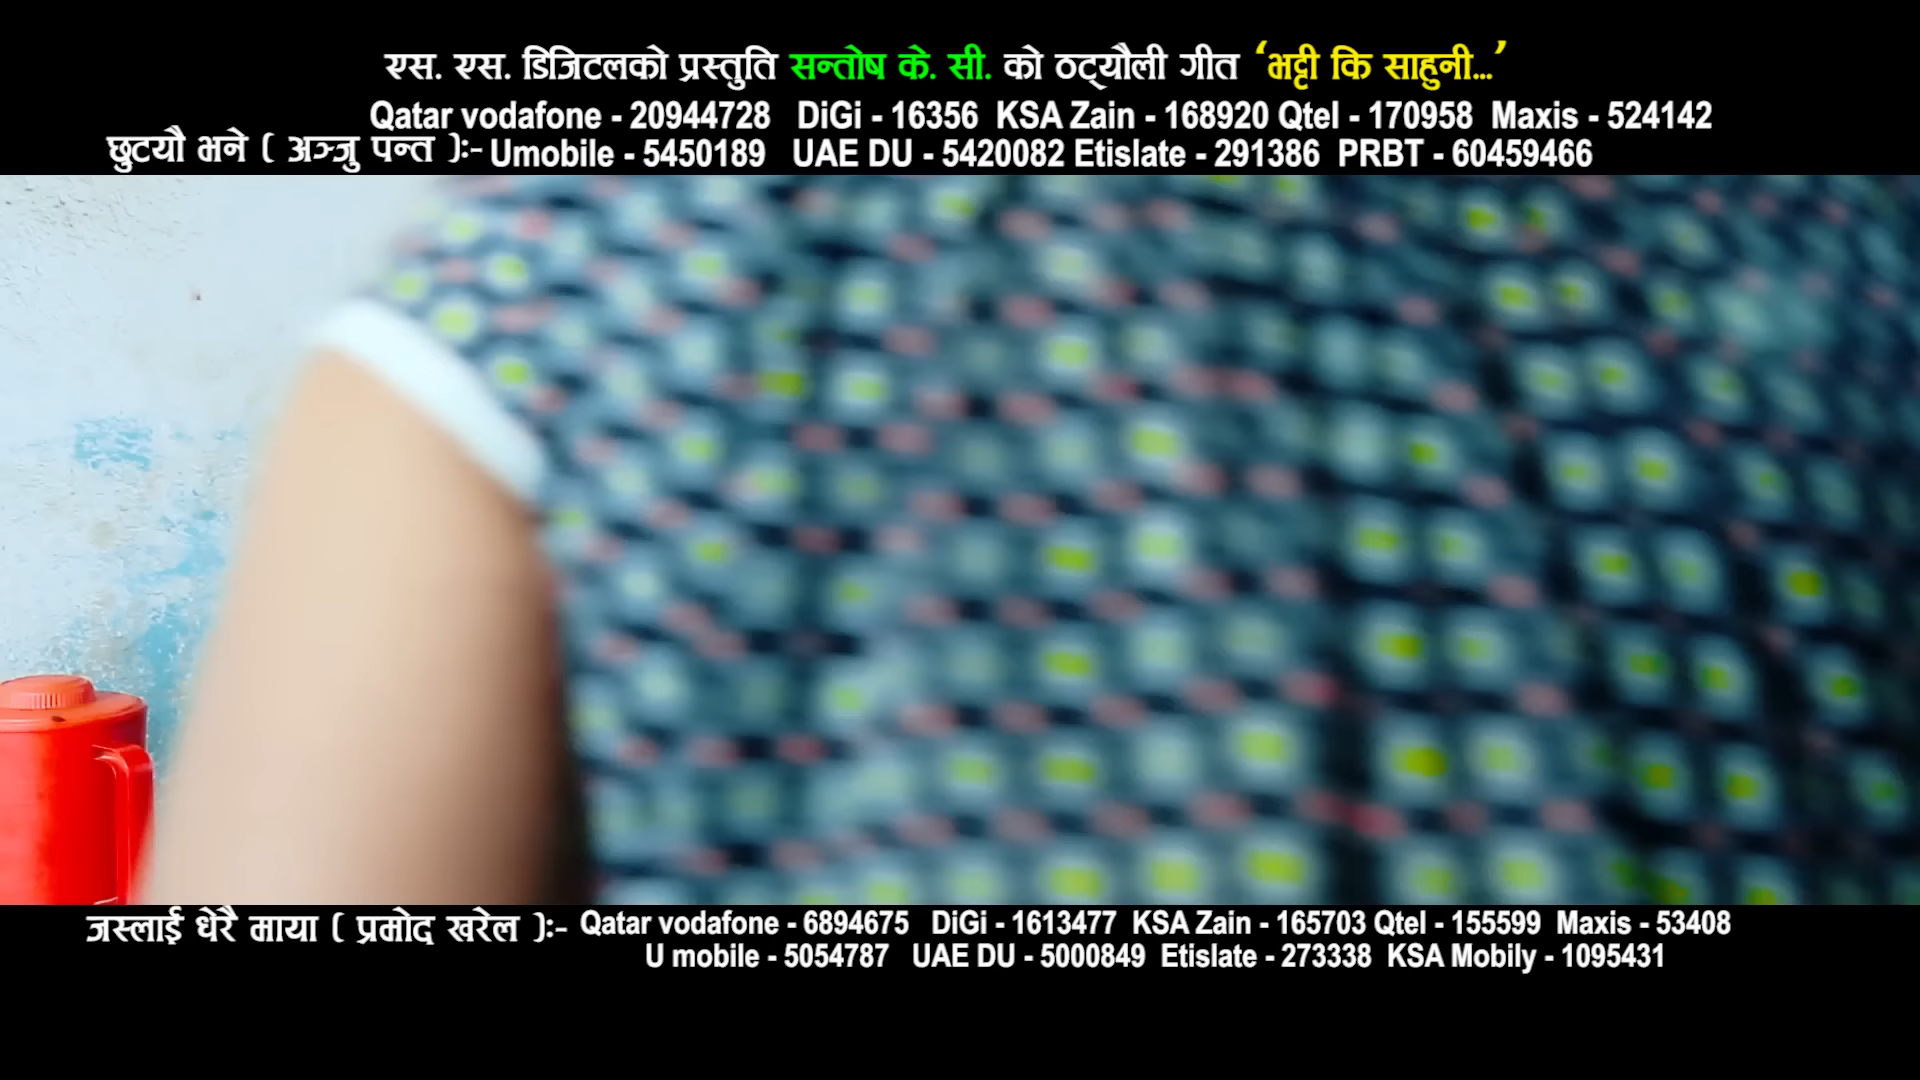 एस. एस. डिजिटलको प्रस्तुति सन्तोष के. सी. को ठट्यौली गीत ‘भट्टी कि साहुनी...’
Qatar vodafone - 20944728 DiGi - 16356 KSA Zain - 168920 Qtel - 170958 Maxis - 524142
छुटयौ भने ( अञ्जु पन्त ):- Umobile - 5450189 UAE DU - 5420082 Etislate - 291386 PRBT - 60459466
जस्लाई धेरै माया ( प्रमोद खरेल ):- Qatar vodafone - 6894675 DiGi - 1613477 KSA Zain - 165703 Qtel - 155599 Maxis - 53408
U mobile - 5054787 UAE DU - 5000849 Etislate - 273338 KSA Mobily - 1095431